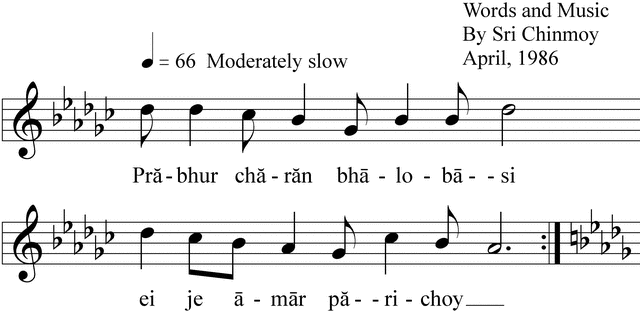 Words and Music
By Sri Chinmoy
April, 1986
= 66 Moderately slow
Pră-bhur chă-răn bhā-lo-bā--si
ei je ā-mār pă--ri-choy___